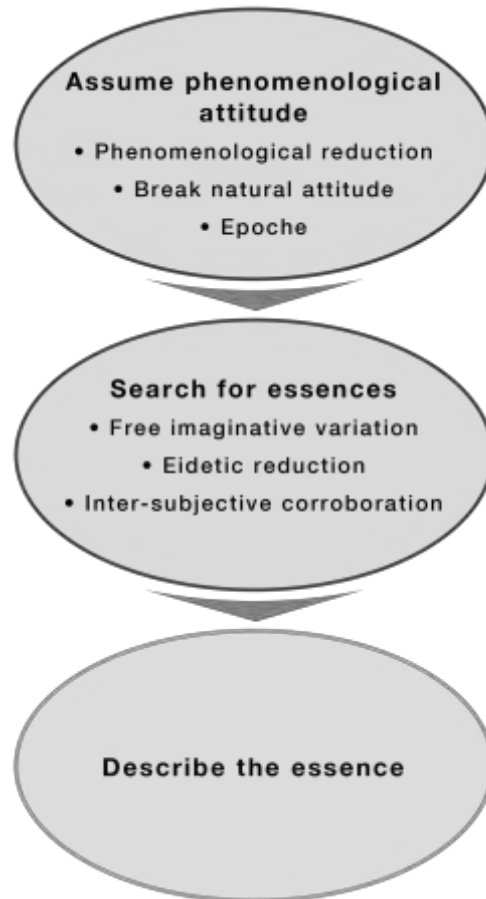 Assume phenomenological
attitude
• Phenomenological reduction
• Break natural attitude
• Epoche
Search for essences
• Free imaginative variation
• Eidetic reduction
• Inter-subjective corroboration
Describe the essence